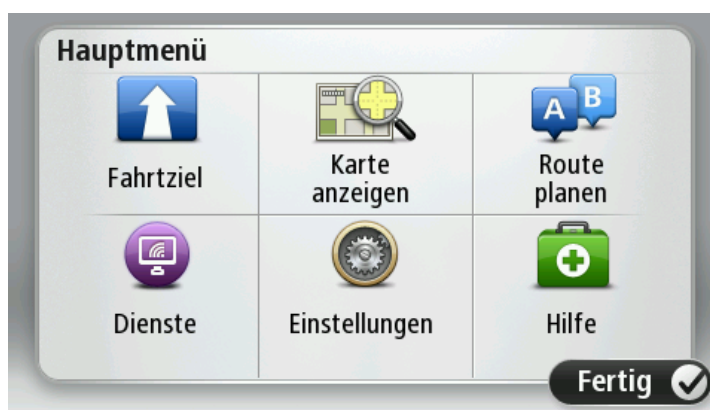 Hauptmenü
A B
Fahrtziel
Karte
anzeigen
Route
planen
Dienste
Einstellungen
Hilfe
Fertig